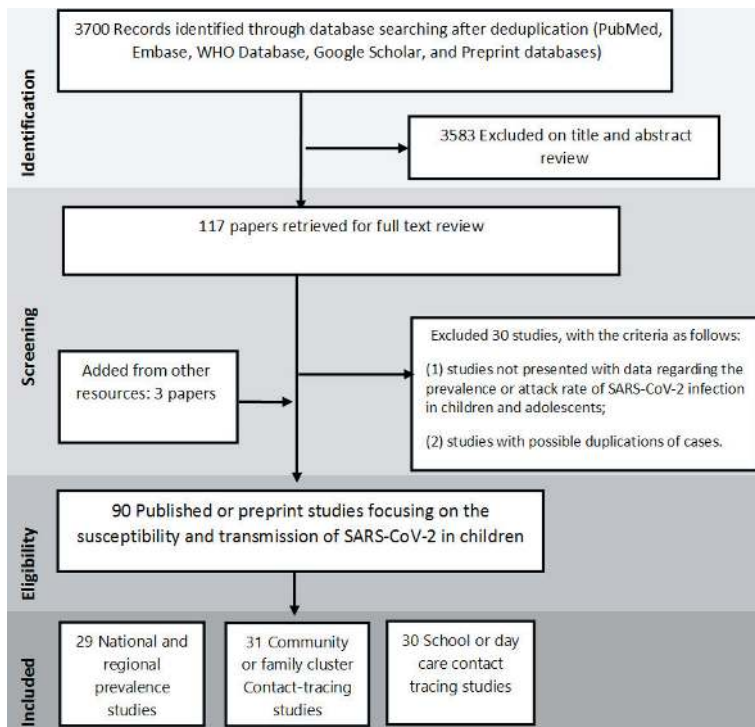 Identification
3700 Records identified through database searching after deduplication (PubMed,
Embase, WHO Database, Google Scholar, and Preprint databases)
3583 Excluded on title and abstract
review
Screening
117 papers retrieved for full text review
Added from other
resources: 3 papers
Excluded 30 studies, with the criteria as follows:
(1) studies not presented with data regarding the
prevalence or attack rate of SARS-CoV-2 infection
in children and adolescents;
(2) studies with possible duplications of cases.
Eligibility
90 Published or preprint studies focusing on the
susceptibility and transmission of SARS-CoV-2 in children
Included
29 National and
regional
prevalence
studies
31 Community
or family cluster
Contact-tracing
studies
30 School or day
care contact
tracing studies